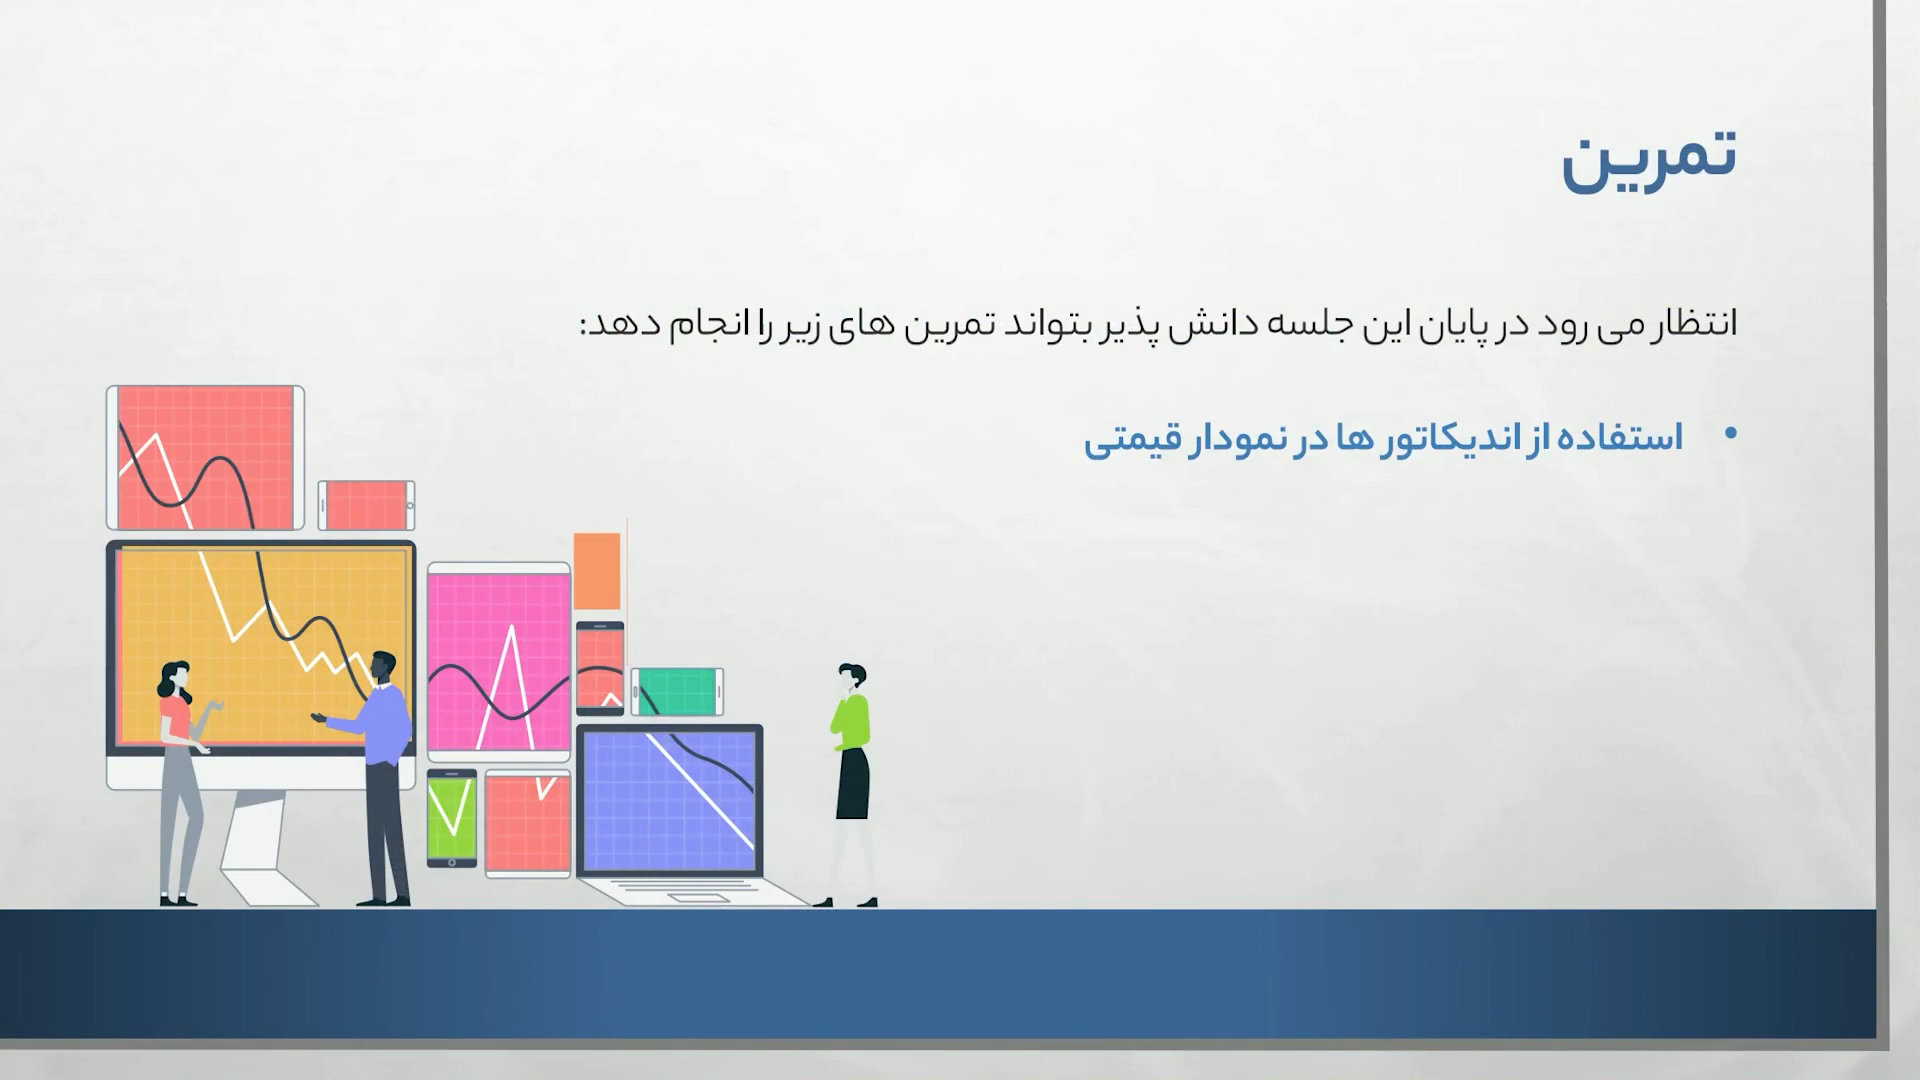 تمرین
انتظار می رود در پایان این جلسه دانش پذیر بتواند تمرین های زیر را انجام دهد:
• استفاده از اندیکاتور ها در نمودار قیمتی